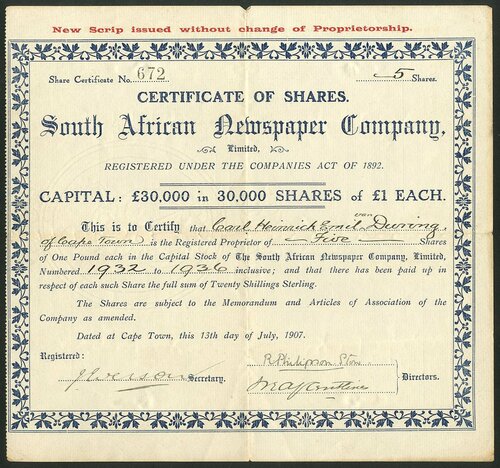 New Scrip issued without change of Proprietorship.
Share Certificate No. 672 5 Shares.
CERTIFICATE OF SHARES.
South African Newspaper Company,
Limited,
REGISTERED UNDER THE COMPANIES ACT OF 1892.
CAPITAL: £30,000 in 30,000 SHARES of £1 EACH.
This is to Certify that Carl Heinrich Emil van During
of Cape Town is the Registered Proprietor of Five Shares
of One Pound each in the Capital Stock of The South African Newspaper Company, Limited,
Numbered 1932 to 1936 inclusive; and that there has been paid up in
respect of each such Share the full sum of Twenty Shillings Sterling.
The Shares are subject to the Memorandum and Articles of Association of the
Company as amended.
Dated at Cape Town, this 13th day of July, 1907.
Registered:
R Philipson Stow
Secretary.
Directors.